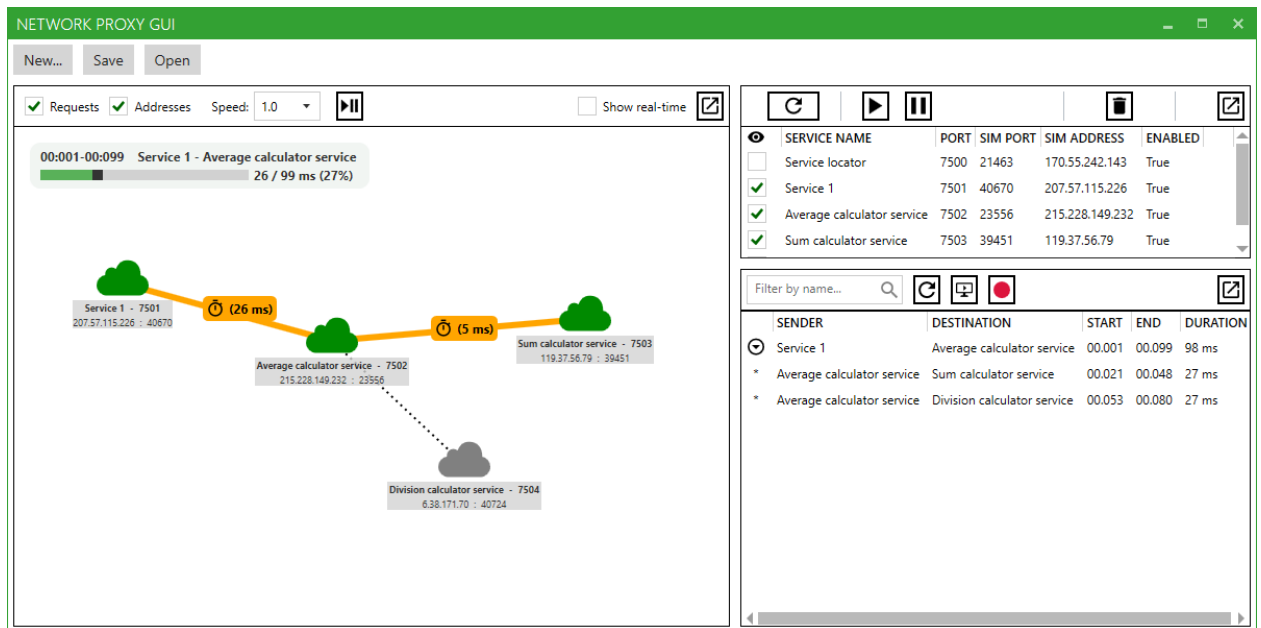 NETWORK PROXY GUI
New... Save Open
Requests Addresses Speed: 1.0 Show real-time
00:001-00:099 Service 1 - Average calculator service
26 / 99 ms (27%)
Service 1 - 7501
207.57.115.226 : 40670
(26 ms)
Average calculator service - 7502
215.228.149.232 : 23556
(5 ms)
Sum calculator service - 7503
119.37.56.79 : 39451
Division calculator service - 7504
6.38.171.70 : 40724
SERVICE NAME PORT SIM PORT SIM ADDRESS ENABLED
Service locator 7500 21463 170.55.242.143 True
Service 1 7501 40670 207.57.115.226 True
Average calculator service 7502 23556 215.228.149.232 True
Sum calculator service 7503 39451 119.37.56.79 True
Filter by name...
SENDER DESTINATION START END DURATION
Service 1 Average calculator service 00.001 00.099 98 ms
* Average calculator service Sum calculator service 00.021 00.048 27 ms
* Average calculator service Division calculator service 00.053 00.080 27 ms